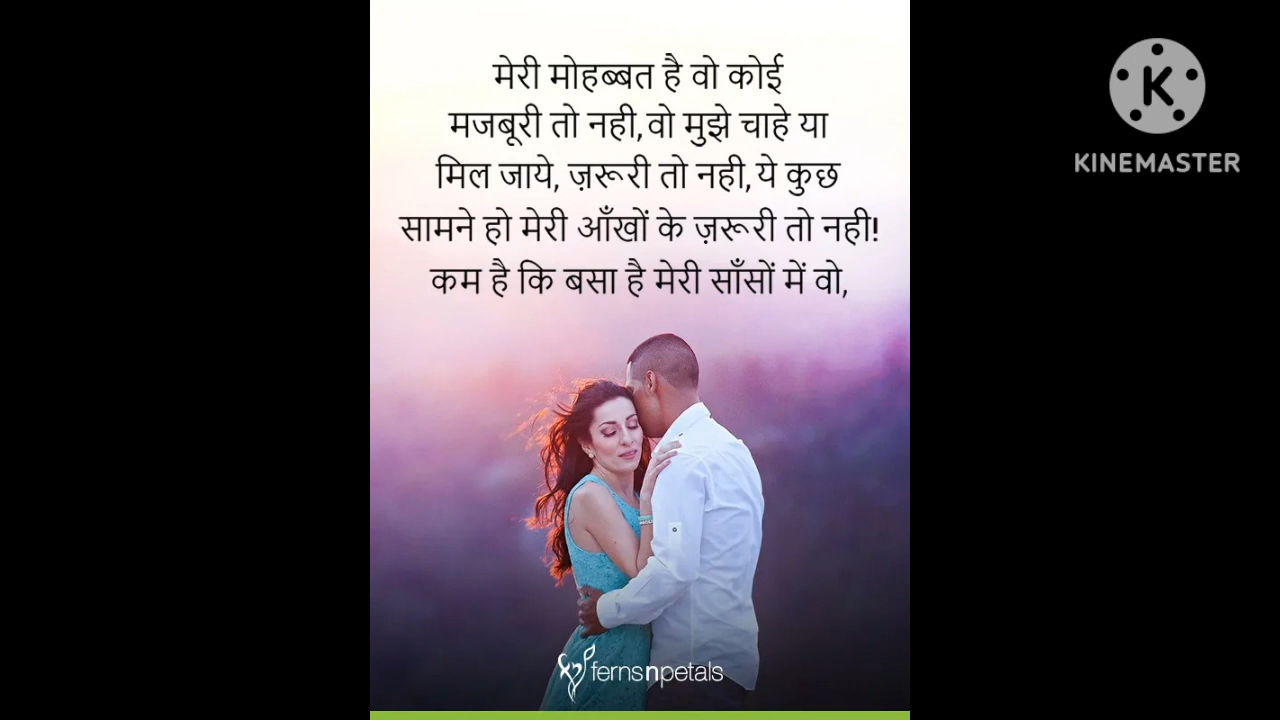 मेरी मोहब्बत है वो कोई
मजबूरी तो नही,वो मुझे चाहे या
मिल जाये, ज़रूरी तो नही,ये कुछ
सामने हो मेरी आँखों के ज़रूरी तो नही!
कम है कि बसा है मेरी साँसों में वो,
fernsnpetals
KINEMASTER